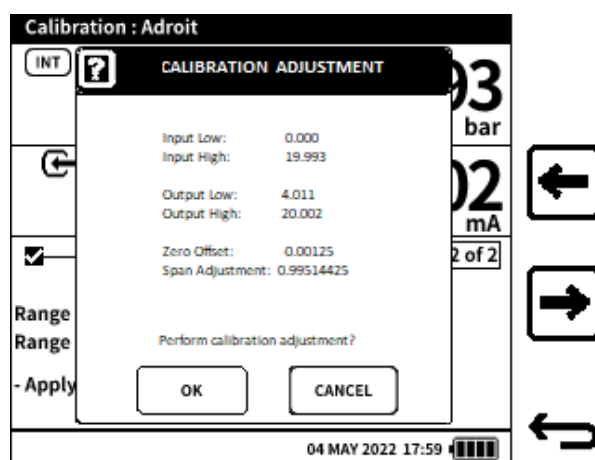 Calibration : Adroit
INT
? CALIBRATION ADJUSTMENT
93
bar
Input Low: 0.000
Input High: 19.993
02
mA
Output Low: 4.011
Output High: 20.002
2 of 2
Zero Offset: 0.00125
Span Adjustment: 0.99514425
Range
Range
Perform calibration adjustment?
- Apply
OK CANCEL
04 MAY 2022 17:59